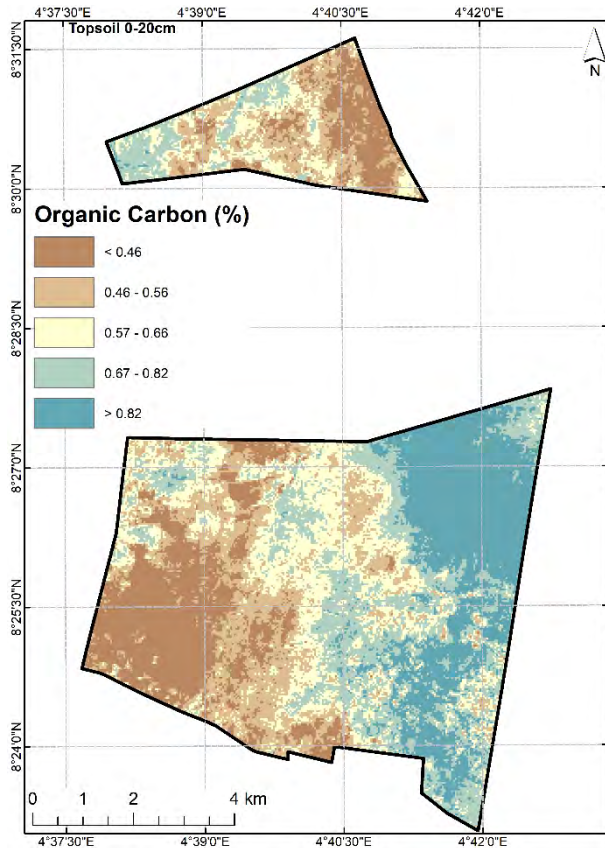 4°37'30"E 4°39'0"E 4°40'30"E 4°42'0"E
Topsoil 0-20cm
8°31'30"N
N
8°30'0"N
Organic Carbon (%)
< 0.46
0.46 - 0.56
0.57 - 0.66
0.67 - 0.82
> 0.82
8°28'30"N
8°27'0"N
8°25'30"N
8°24'0"N
0 1 2 4 km
4°37'30"E 4°39'0"E 4°40'30"E 4°42'0"E